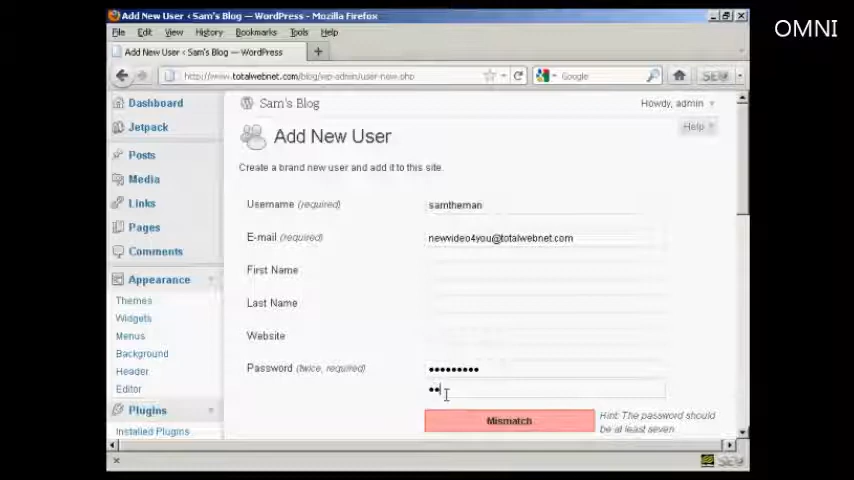 OMNI
Add New User ‹ Sam's Blog — WordPress - Mozilla Firefox
File Edit View History Bookmarks Tools Help
Add New User ‹ Sam's Blog — WordPress
http://www.totalwebnet.com/blog/wp-admin/user-new.php
Google
Dashboard
Jetpack
Posts
Media
Links
Pages
Comments
Appearance
Themes
Widgets
Menus
Background
Header
Editor
Plugins
Installed Plugins
Sam's Blog
Howdy, admin
Help
Add New User
Create a brand new user and add it to this site.
Username (required) samtheman
E-mail (required) newvideo4you@totalwebnet.com
First Name
Last Name
Website
Password (twice, required) •••••••••
••
Mismatch
Hint: The password should
be at least seven